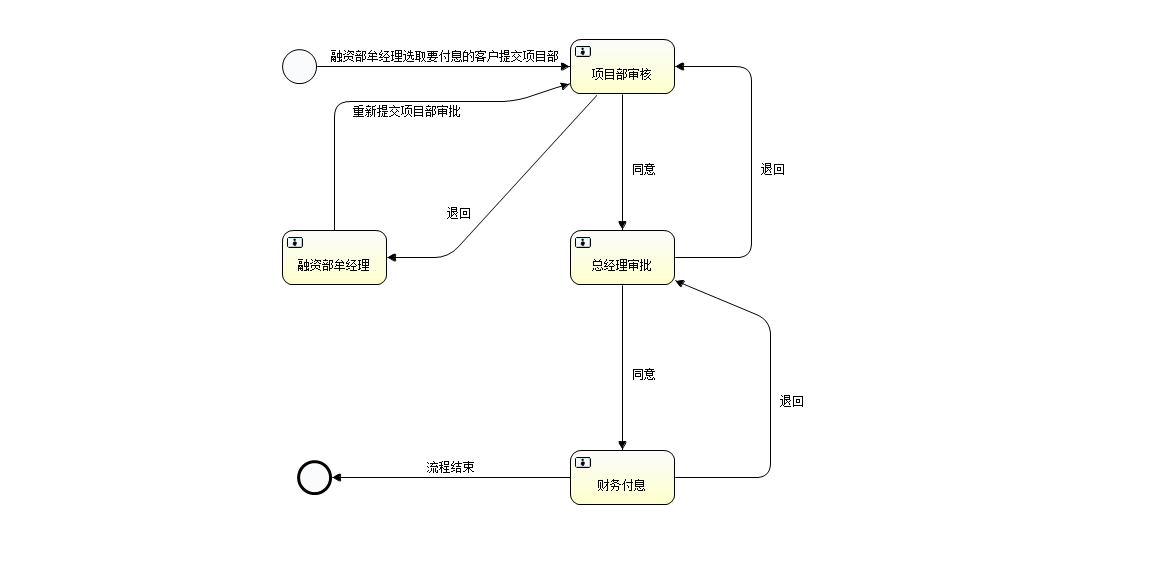 融资部牟经理选取要付息的客户提交项目部
项目部审核
重新提交项目部审批
同意
退回
退回
融资部牟经理
总经理审批
同意
退回
流程结束
财务付息